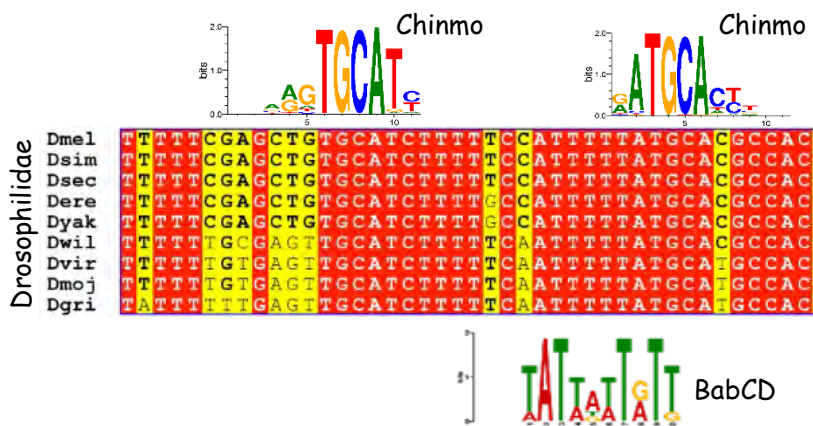 Chinmo Chinmo
2.0 2.0
bits bits
1.0 1.0
0.0 0.0
5 10 5 10
Drosophilidae
Dmel TTTTTCGAGCTGTGCATCTTTTTCCATTTTTATGCACGCCAC
Dsim TTTTTCGAGCTGTGCATCTTTTTCCATTTTTATGCACGCCAC
Dsec TTTTTCGAGCTGTGCATCTTTTTCCATTTTTATGCACGCCAC
Dere TTTTTCGAGCTGTGCATCTTTTGCCATTTTTATGCACGCCAC
Dyak TTTTTCGAGCTGTGCATCTTTTGCCATTTTTATGCACGCCAC
Dwil TTTTTTGCGAGTTGCATCTTTTTCAATTTTTATGCACGCCAC
Dvir TTTTTTGTGAGTTGCATCTTTTTCAATTTTTATGCATGCCAC
Dmoj TTTTTTGTGAGTTGCATCTTTTTCAATTTTTATGCATGCCAC
Dgri TATTTTTTGAGTTGCATCTTTTTCAATTTTTATGCATGCCAC
BabCD